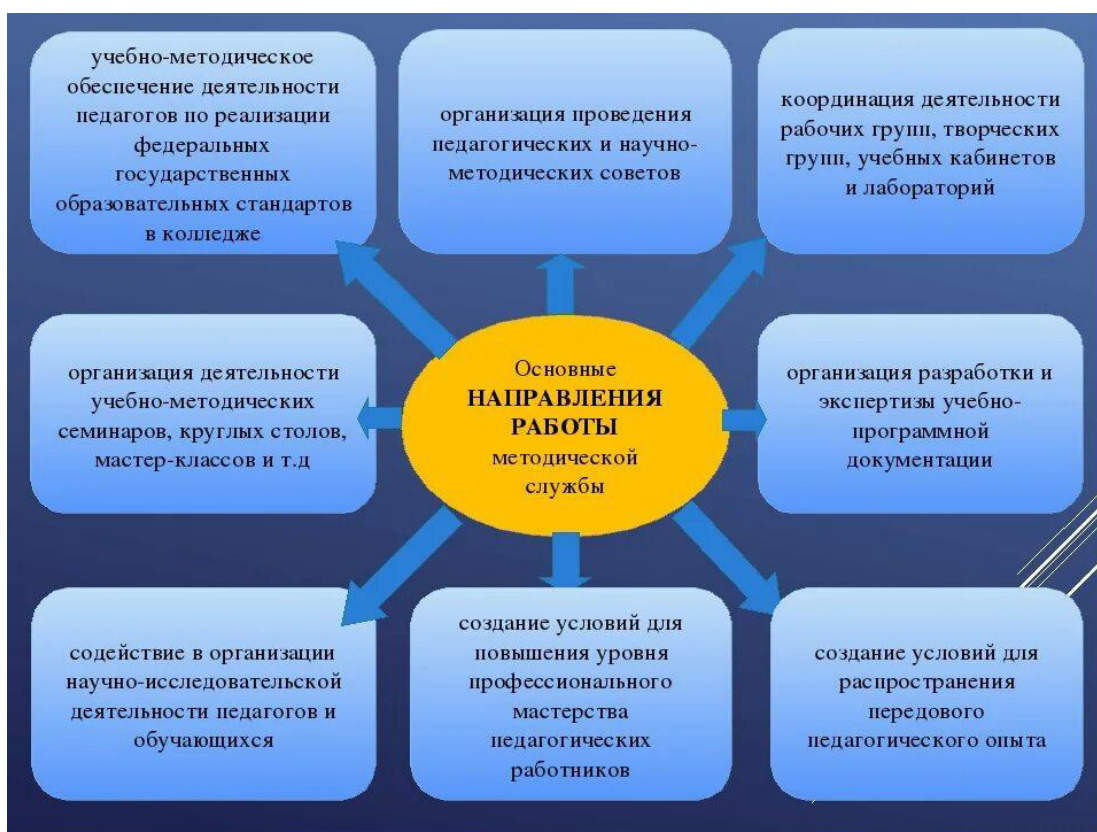 учебно-методическое
обеспечение деятельности
педагогов по реализации
федеральных
государственных
образовательных стандартов
в колледже
организация проведения
педагогических и научно-
методических советов
координация деятельности
рабочих групп, творческих
групп, учебных кабинетов
и лабораторий
организация деятельности
учебно-методических
семинаров, круглых столов,
мастер-классов и т.д
Основные
НАПРАВЛЕНИЯ
РАБОТЫ
методической
службы
организация разработки и
экспертизы учебно-
программной
документации
содействие в организации
научно-исследовательской
деятельности педагогов и
обучающихся
создание условий для
повышения уровня
профессионального
мастерства
педагогических
работников
создание условий для
распространения
передового
педагогического опыта